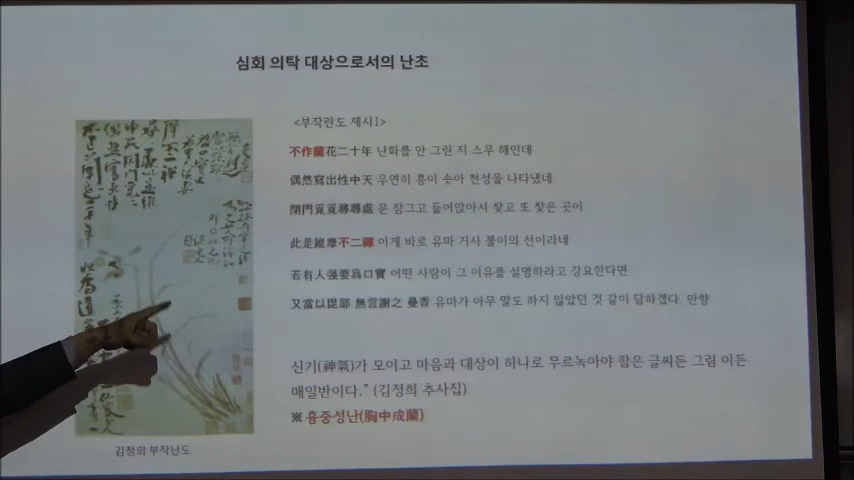 심회 의탁 대상으로서의 난초
<부작란도 제시1>
不作蘭花二十年 난화를 안 그린 지 스무 해인데
偶然寫出性中天 우연히 흥이 솟아 천성을 나타냈네
閉門覓覓尋尋處 문 잠그고 들어앉아서 찾고 또 찾은 곳이
此是維摩不二禪 이게 바로 유마 거사 불이의 선이라네
若有人强要爲口實 어떤 사람이 그 이유를 설명하라고 강요한다면
又當以毘耶 無言謝之 曼香 유마가 아무 말도 하지 않았던 것 같이 답하겠다. 만향
신기(神氣)가 모이고 마음과 대상이 하나로 무르녹아야 함은 글씨든 그림 이든
매일반이다.” (김정희 추사집)
※ 흉중성난(胸中成蘭)
김정희 부작난도